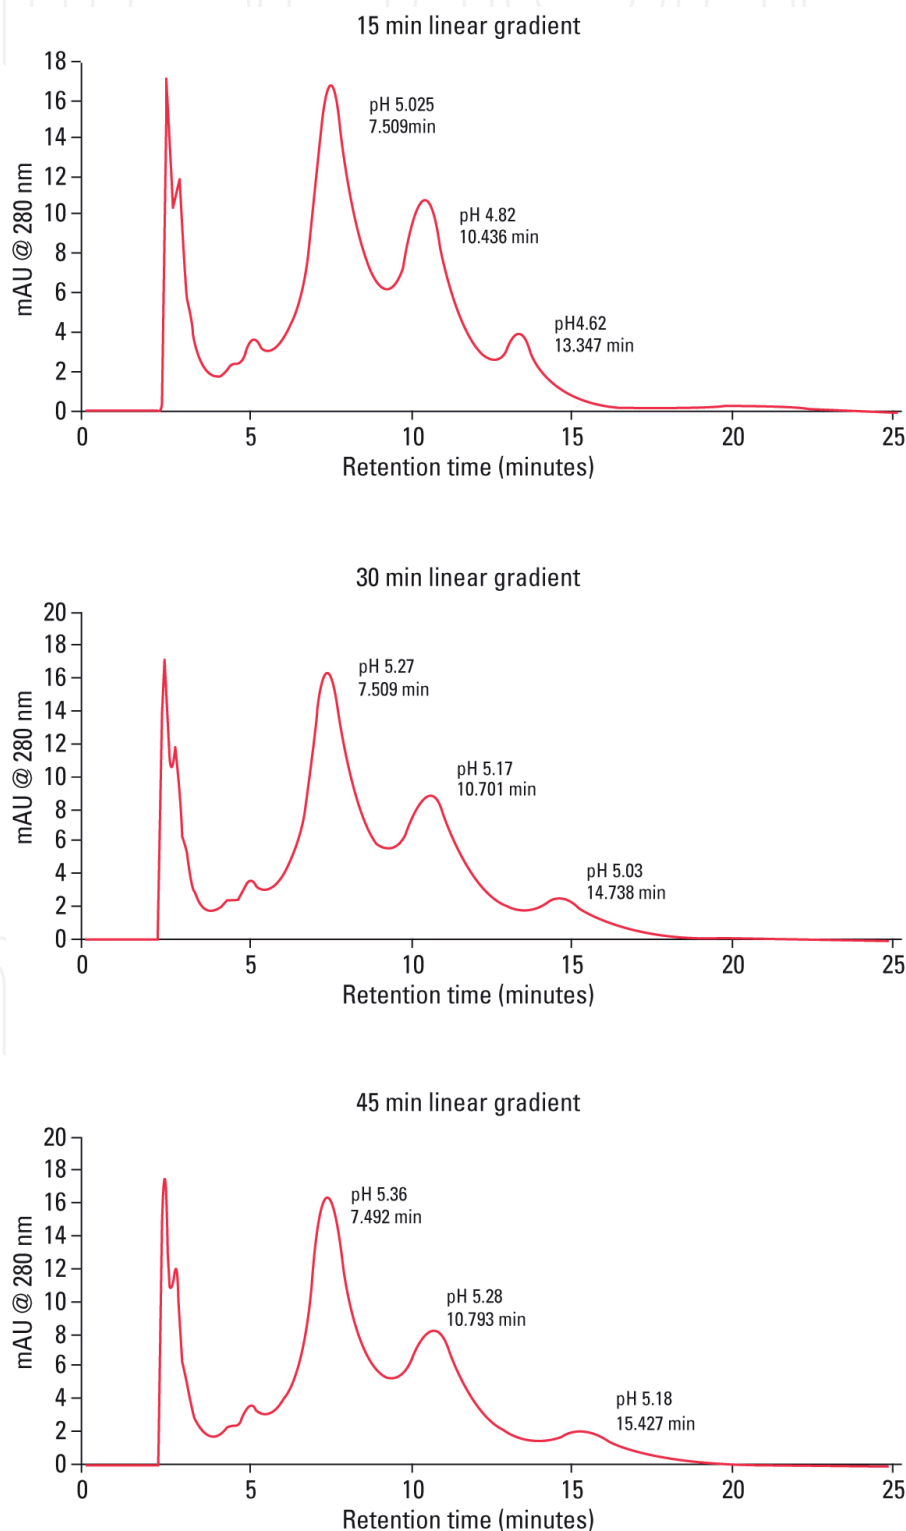 15 min linear gradient
18
16
14
12
10
8
6
4
2
0
mAU @ 280 nm
pH 5.025
7.509min
pH 4.82
10.436 min
pH4.62
13.347 min
0 5 10 15 20 25
Retention time (minutes)
30 min linear gradient
20
18
16
14
12
10
8
6
4
2
0
mAU @ 280 nm
pH 5.27
7.509 min
pH 5.17
10.701 min
pH 5.03
14.738 min
0 5 10 15 20 25
Retention time (minutes)
45 min linear gradient
20
18
16
14
12
10
8
6
4
2
0
mAU @ 280 nm
pH 5.36
7.492 min
pH 5.28
10.793 min
pH 5.18
15.427 min
0 5 10 15 20 25
Retention time (minutes)